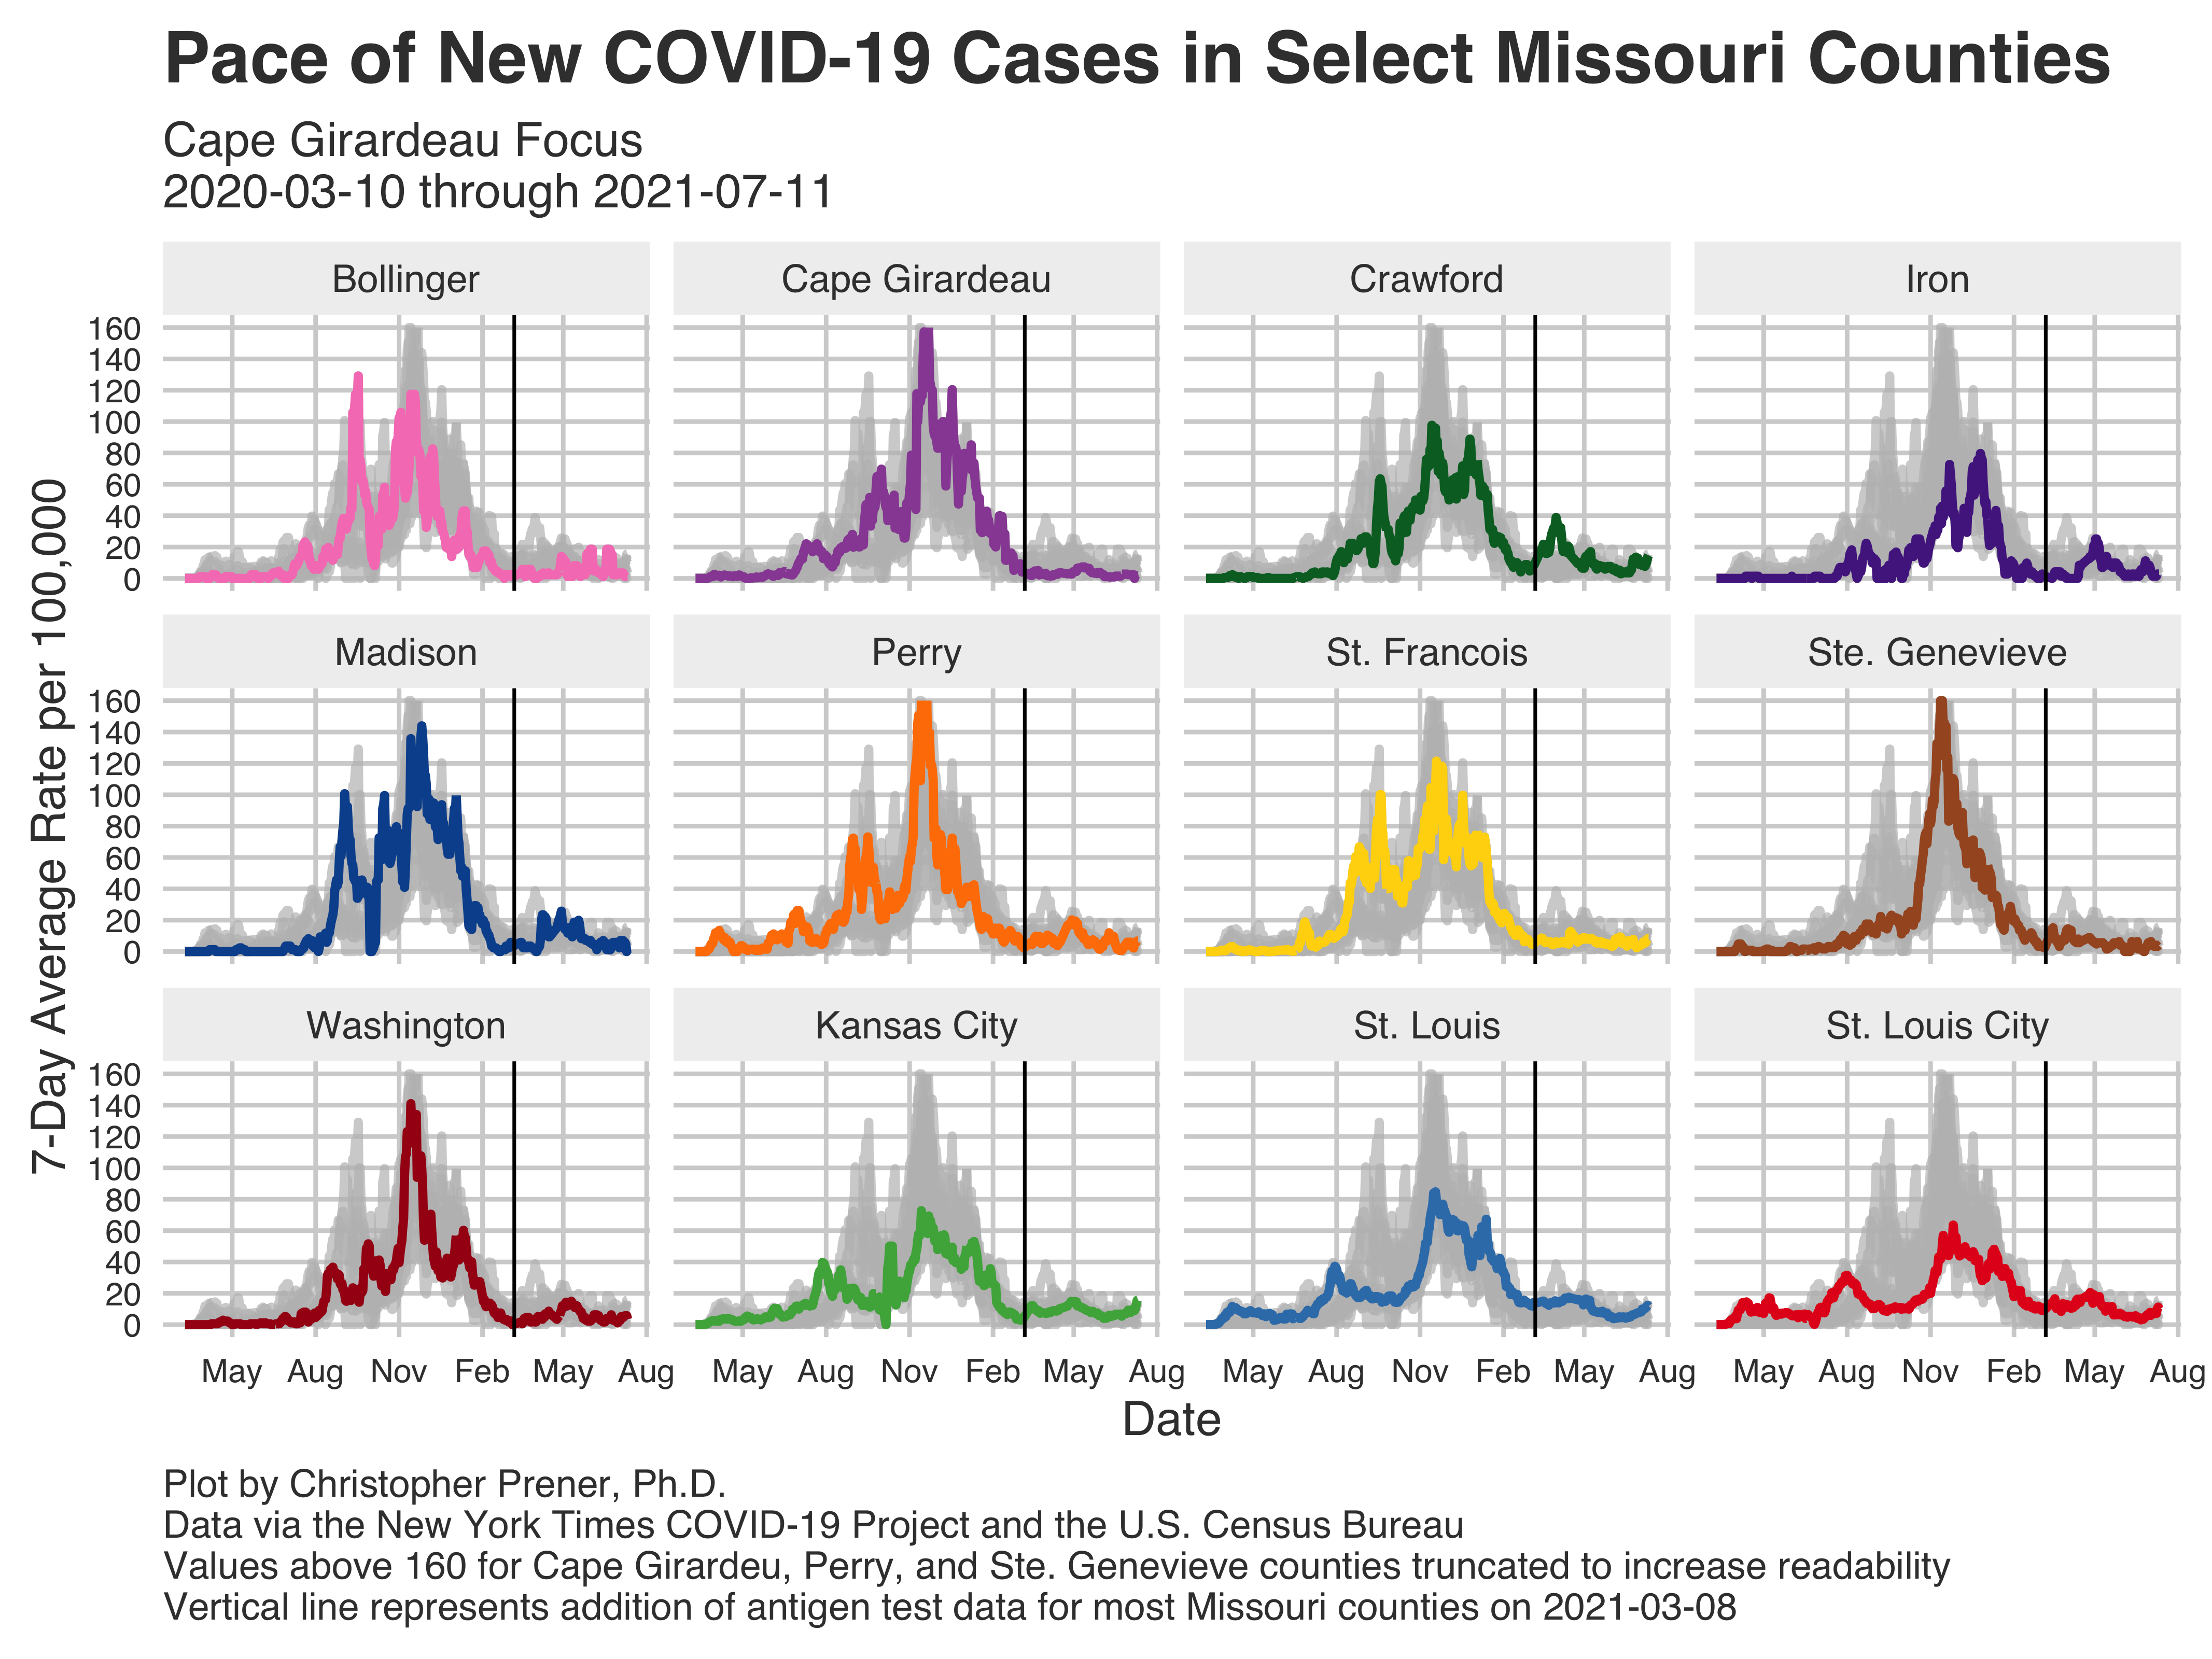 Pace of New COVID-19 Cases in Select Missouri Counties
Cape Girardeau Focus
2020-03-10 through 2021-07-11
7-Day Average Rate per 100,000
Bollinger
Cape Girardeau
Crawford
Iron
160
140
120
100
80
60
40
20
0
Madison
Perry
St. Francois
Ste. Genevieve
160
140
120
100
80
60
40
20
0
Washington
Kansas City
St. Louis
St. Louis City
160
140
120
100
80
60
40
20
0
May Aug Nov Feb May Aug
May Aug Nov Feb May Aug
May Aug Nov Feb May Aug
May Aug Nov Feb May Aug
Date
Plot by Christopher Prener, Ph.D.
Data via the New York Times COVID-19 Project and the U.S. Census Bureau
Values above 160 for Cape Girardeu, Perry, and Ste. Genevieve counties truncated to increase readability
Vertical line represents addition of antigen test data for most Missouri counties on 2021-03-08